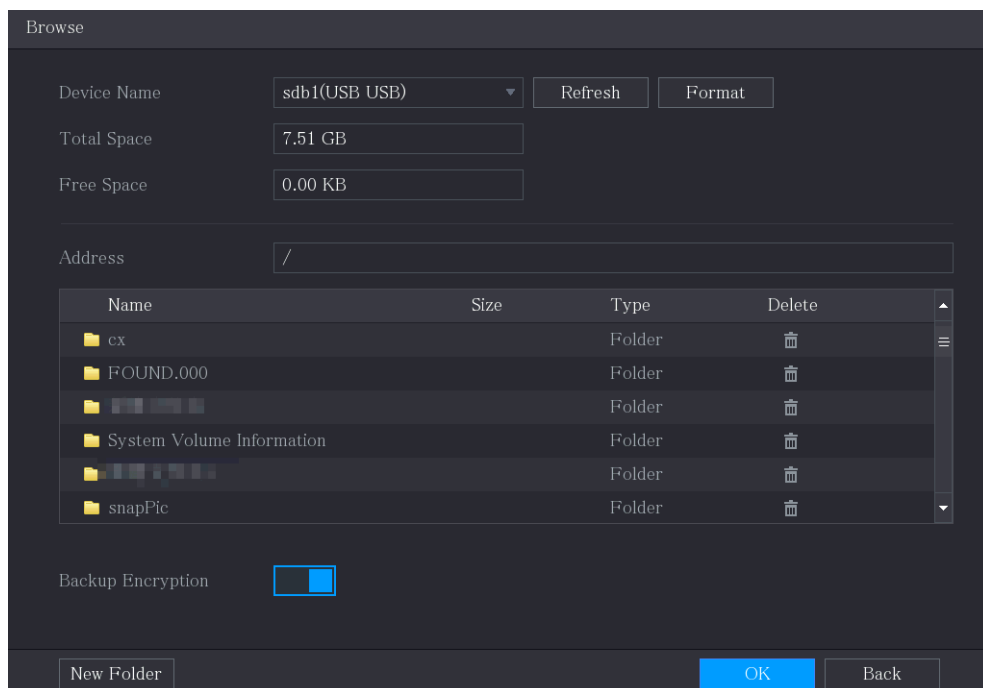 Browse
Device Name sdb1(USB USB) Refresh Format
Total Space 7.51 GB
Free Space 0.00 KB
Address /
Name Size Type Delete
cx Folder
FOUND.000 Folder
Folder
System Volume Information Folder
Folder
snapPic Folder
Backup Encryption
New Folder OK Back